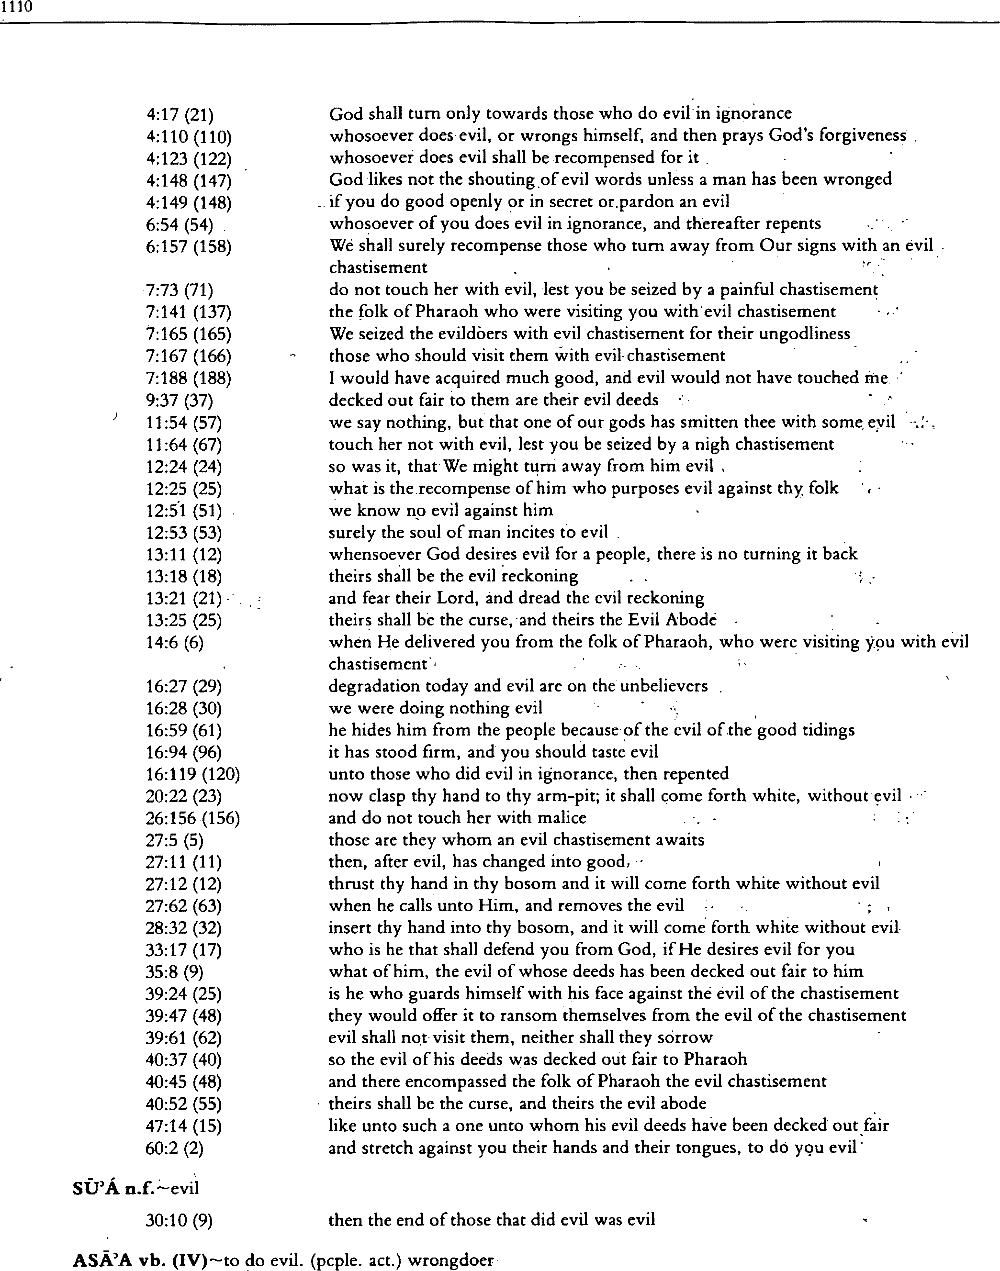 1110
4:17 (21) God shall turn only towards those who do evil in ignorance
4:110 (110) whosoever does evil, or wrongs himself, and then prays God's forgiveness
4:123 (122) whosoever does evil shall be recompensed for it
4:148 (147) God likes not the shouting of evil words unless a man has been wronged
4:149 (148) if you do good openly or in secret or pardon an evil
6:54 (54) whosoever of you does evil in ignorance, and thereafter repents
6:157 (158) We shall surely recompense those who turn away from Our signs with an evil
chastisement
7:73 (71) do not touch her with evil, lest you be seized by a painful chastisement
7:141 (137) the folk of Pharaoh who were visiting you with evil chastisement
7:165 (165) We seized the evildoers with evil chastisement for their ungodliness
7:167 (166) those who should visit them with evil chastisement
7:188 (188) I would have acquired much good, and evil would not have touched me
9:37 (37) decked out fair to them are their evil deeds
11:54 (57) we say nothing, but that one of our gods has smitten thee with some evil
11:64 (67) touch her not with evil, lest you be seized by a nigh chastisement
12:24 (24) so was it, that We might turn away from him evil
12:25 (25) what is the recompense of him who purposes evil against thy folk
12:51 (51) we know no evil against him
12:53 (53) surely the soul of man incites to evil
13:11 (12) whensoever God desires evil for a people, there is no turning it back
13:18 (18) theirs shall be the evil reckoning
13:21 (21) and fear their Lord, and dread the evil reckoning
13:25 (25) theirs shall be the curse, and theirs the Evil Abode
14:6 (6) when He delivered you from the folk of Pharaoh, who were visiting you with evil
chastisement
16:27 (29) degradation today and evil are on the unbelievers
16:28 (30) we were doing nothing evil
16:59 (61) he hides him from the people because of the evil of the good tidings
16:94 (96) it has stood firm, and you should taste evil
16:119 (120) unto those who did evil in ignorance, then repented
20:22 (23) now clasp thy hand to thy arm-pit; it shall come forth white, without evil
26:156 (156) and do not touch her with malice
27:5 (5) those are they whom an evil chastisement awaits
27:11 (11) then, after evil, has changed into good,
27:12 (12) thrust thy hand in thy bosom and it will come forth white without evil
27:62 (63) when he calls unto Him, and removes the evil
28:32 (32) insert thy hand into thy bosom, and it will come forth white without evil
33:17 (17) who is he that shall defend you from God, if He desires evil for you
35:8 (9) what of him, the evil of whose deeds has been decked out fair to him
39:24 (25) is he who guards himself with his face against the evil of the chastisement
39:47 (48) they would offer it to ransom themselves from the evil of the chastisement
39:61 (62) evil shall not visit them, neither shall they sorrow
40:37 (40) so the evil of his deeds was decked out fair to Pharaoh
40:45 (48) and there encompassed the folk of Pharaoh the evil chastisement
40:52 (55) theirs shall be the curse, and theirs the evil abode
47:14 (15) like unto such a one unto whom his evil deeds have been decked out fair
60:2 (2) and stretch against you their hands and their tongues, to do you evil
SŪ'Á n.f.~evil
30:10 (9) then the end of those that did evil was evil
ASĀ'A vb. (IV)~to do evil. (pcple. act.) wrongdoer